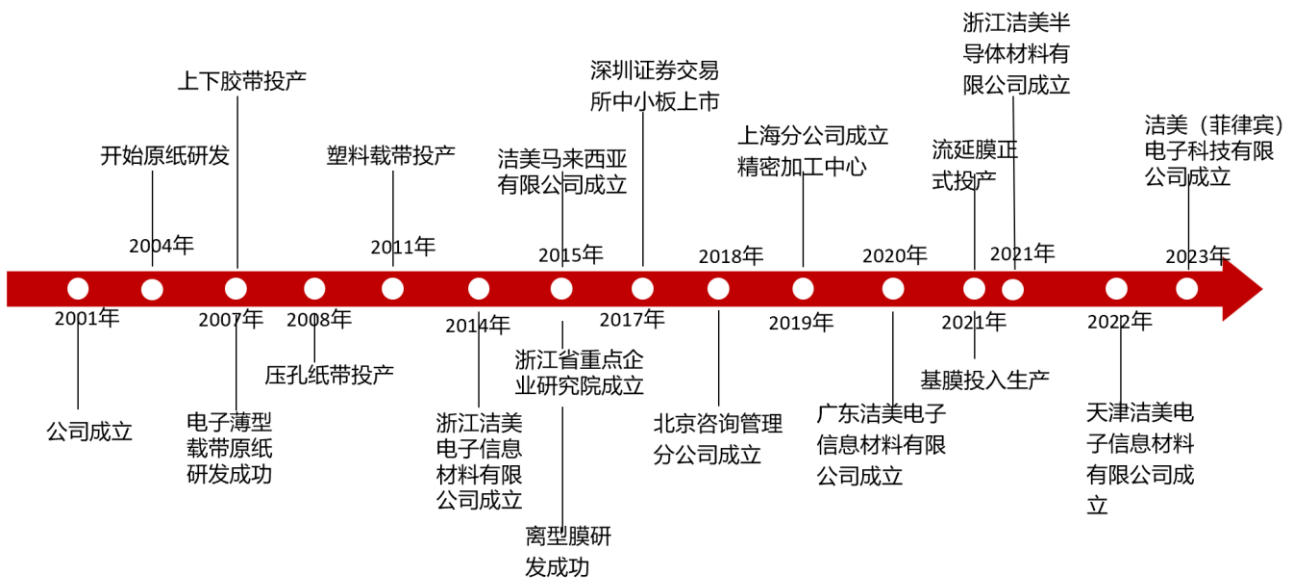 浙江洁美半
导体材料有
限公司成立
深圳证券交易
所中小板上市
上下胶带投产
洁美（菲律宾）
电子科技有限
公司成立
上海分公司成立
精密加工中心
开始原纸研发
塑料载带投产
洁美马来西亚
有限公司成立
流延膜正
式投产
2004年
2011年
2015年
2018年
2020年
2021年
2023年
2001年
2007年
2008年
2014年
2017年
2019年
2021年
2022年
压孔纸带投产
浙江省重点企
业研究院成立
基膜投入生产
公司成立
电子薄型
载带原纸
研发成功
浙江洁美
电子信息
材料有限
公司成立
北京咨询管理
分公司成立
广东洁美电子
信息材料有限
公司成立
天津洁美电
子信息材料
有限公司成
立
离型膜研
发成功